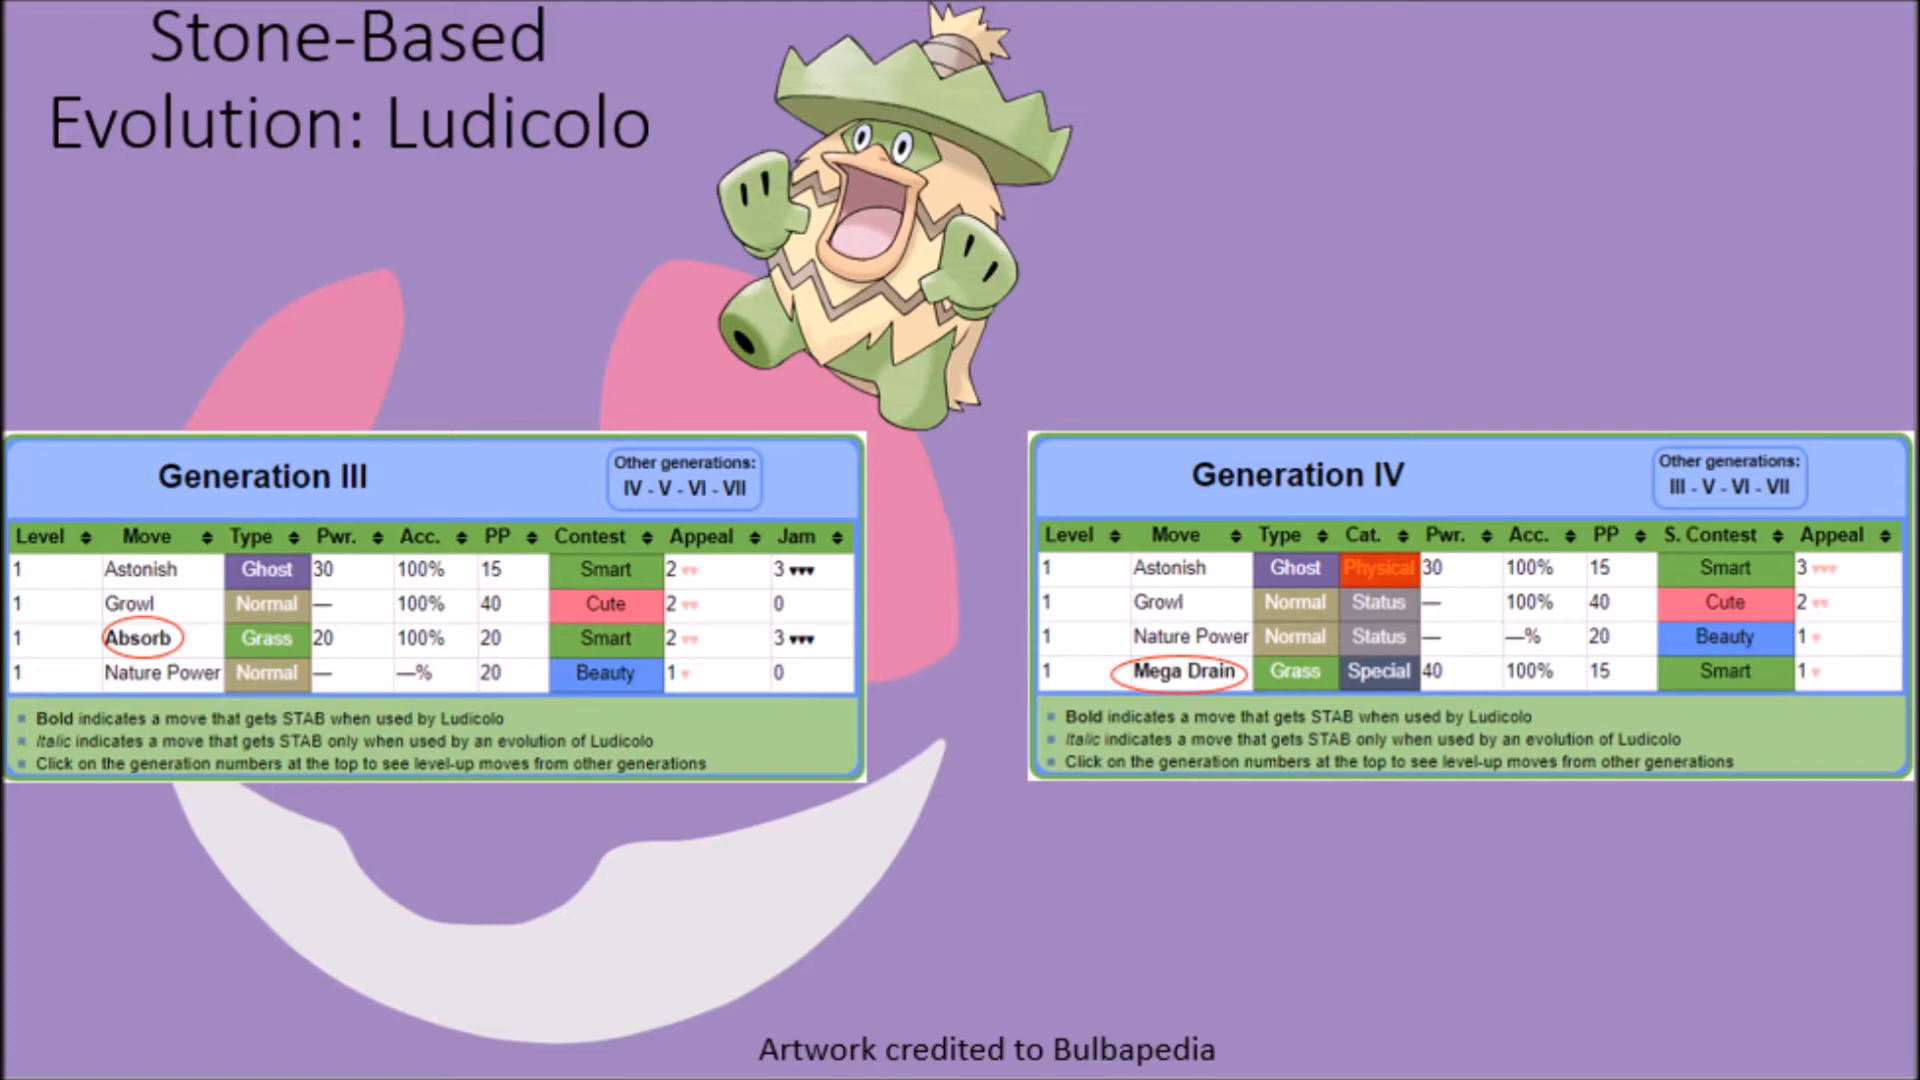 Stone-Based
Evolution: Ludicolo
Generation III
Other generations:
IV - V - VI - VII
Level Move Type Pwr. Acc. PP Contest Appeal Jam
1 Astonish Ghost 30 100% 15 Smart 2 ♥♥ 3 ♥♥♥
1 Growl Normal — 100% 40 Cute 2 ♥♥ 0
1 Absorb Grass 20 100% 20 Smart 2 ♥♥ 3 ♥♥♥
1 Nature Power Normal — —% 20 Beauty 1 ♥ 0
Bold indicates a move that gets STAB when used by Ludicolo
Italic indicates a move that gets STAB only when used by an evolution of Ludicolo
Click on the generation numbers at the top to see level-up moves from other generations
Generation IV
Other generations:
III - V - VI - VII
Level Move Type Cat. Pwr. Acc. PP S. Contest Appeal
1 Astonish Ghost Physical 30 100% 15 Smart 3 ♥♥♥
1 Growl Normal Status — 100% 40 Cute 2 ♥♥
1 Nature Power Normal Status — —% 20 Beauty 1 ♥
1 Mega Drain Grass Special 40 100% 15 Smart 1 ♥
Bold indicates a move that gets STAB when used by Ludicolo
Italic indicates a move that gets STAB only when used by an evolution of Ludicolo
Click on the generation numbers at the top to see level-up moves from other generations
Artwork credited to Bulbapedia